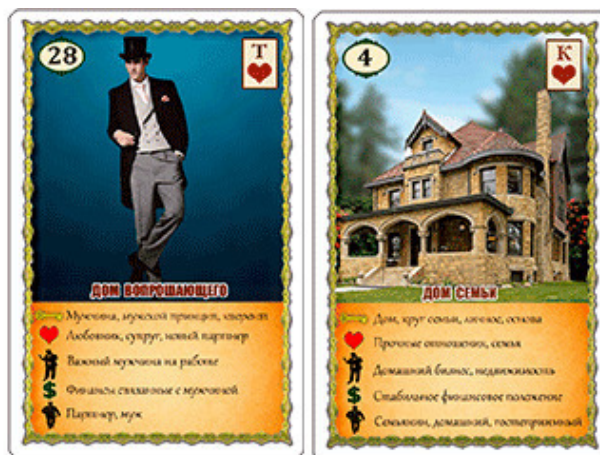 28
Т
ДОМ ВОПРОШАЮЩЕГО
Мужчина, мужской принцип, кверент
Любовник, супруг, новый партнер
Важный мужчина на работе
$ Финансы связанные с мужчиной
Партнер, муж
4
К
ДОМ СЕМЬИ
Дом, круг семьи, личное, основа
Прочные отношения, семья
Домашний бизнес, недвижимость
$ Стабильное финансовое положение
Семьянин, домашний, гостеприимный